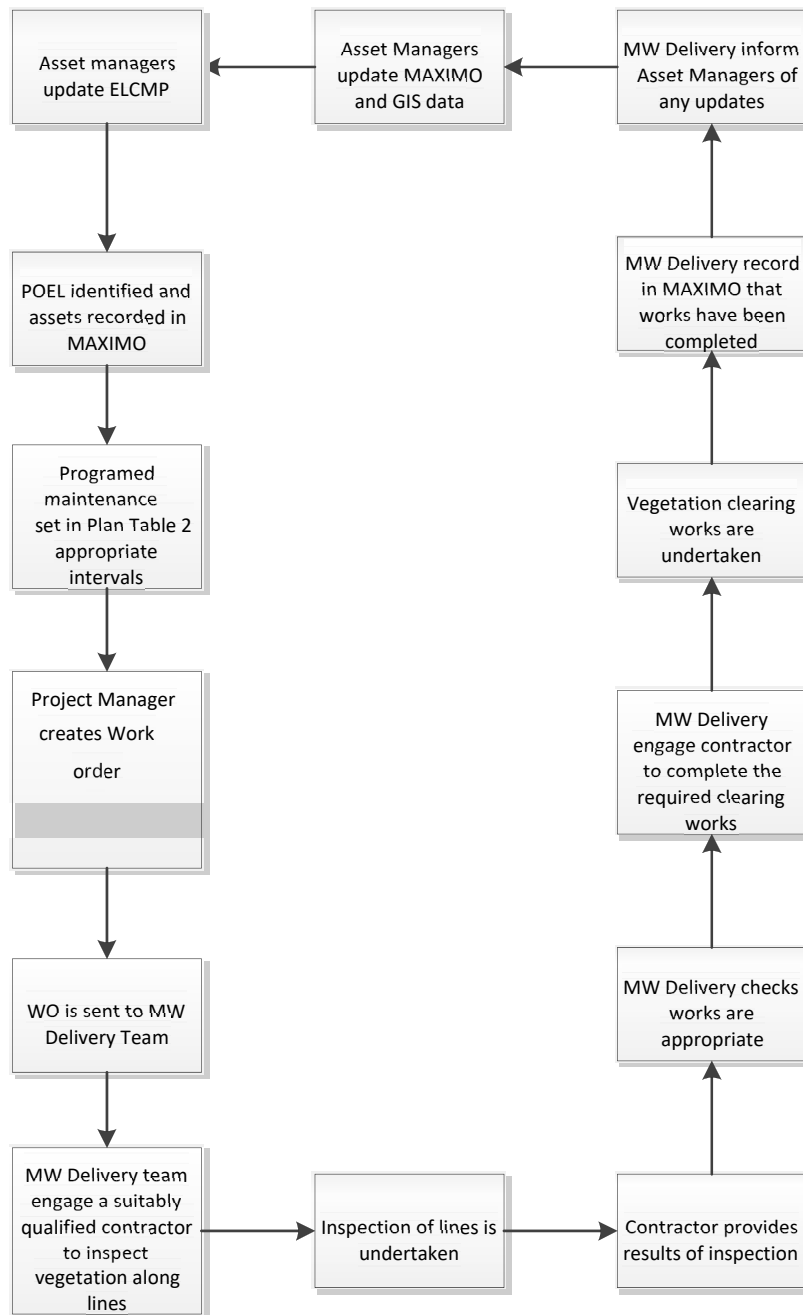 Asset managers
update ELCMP
POEL identified and
assets recorded in
MAXIMO
Programed
maintenance
set in Plan Table 2
appropriate
intervals
Project Manager
creates Work
order
WO is sent to MW
Delivery Team
MW Delivery team
engage a suitably
qualified contractor
to inspect
vegetation along
lines
Inspection of lines is
undertaken
Contractor provides
results of inspection
MW Delivery checks
works are
appropriate
MW Delivery
engage contractor
to complete the
required clearing
works
Vegetation clearing
works are
undertaken
MW Delivery record
in MAXIMO that
works have been
completed
MW Delivery inform
Asset Managers of
any updates
Asset Managers
update MAXIMO
and GIS data